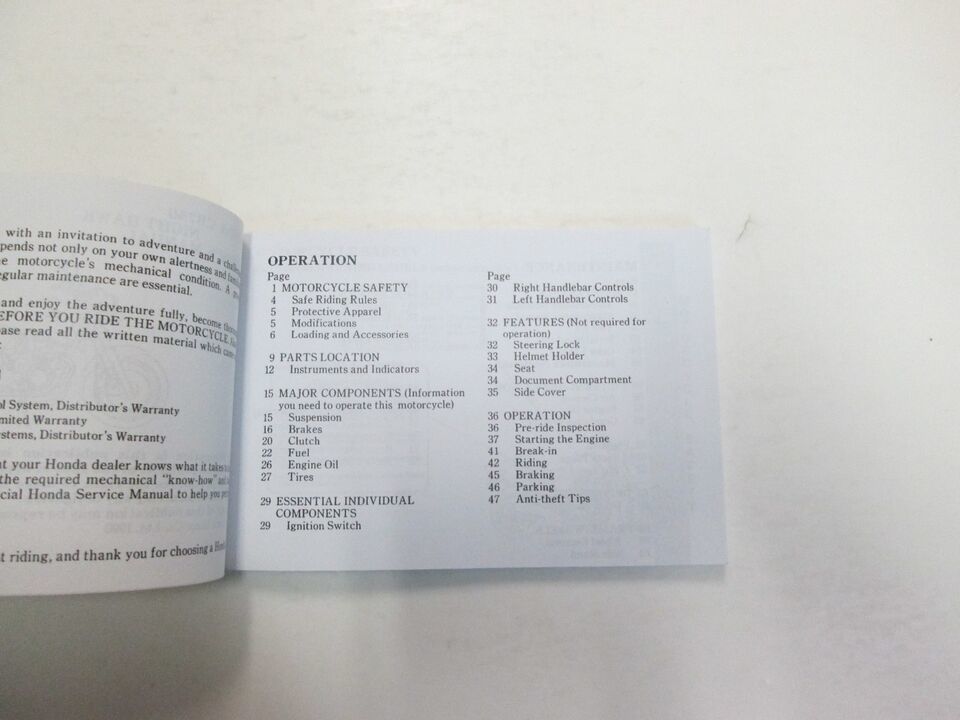 with an invitation to adventure and a
pends not only on your own alertness and
motorcycle's mechanical condition. A
egular maintenance are essential.
and enjoy the adventure fully, become
EFORE YOU RIDE THE MOTORCYCLE.
ase read all the written material which came
ol System, Distributor's Warranty
imited Warranty
stems, Distributor's Warranty
at your Honda dealer knows what it takes
the required mechanical "know-how"
cial Honda Service Manual to help you
t riding, and thank you for choosing a
OPERATION
Page
1 MOTORCYCLE SAFETY
4 Safe Riding Rules
5 Protective Apparel
5 Modifications
6 Loading and Accessories
9 PARTS LOCATION
12 Instruments and Indicators
15 MAJOR COMPONENTS (Information
you need to operate this motorcycle)
15 Suspension
16 Brakes
20 Clutch
22 Fuel
26 Engine Oil
27 Tires
29 ESSENTIAL INDIVIDUAL
COMPONENTS
29 Ignition Switch
Page
30 Right Handlebar Controls
31 Left Handlebar Controls
32 FEATURES (Not required for
operation)
32 Steering Lock
33 Helmet Holder
34 Seat
34 Document Compartment
35 Side Cover
36 OPERATION
36 Pre-ride Inspection
37 Starting the Engine
41 Break-in
42 Riding
45 Braking
46 Parking
47 Anti-theft Tips